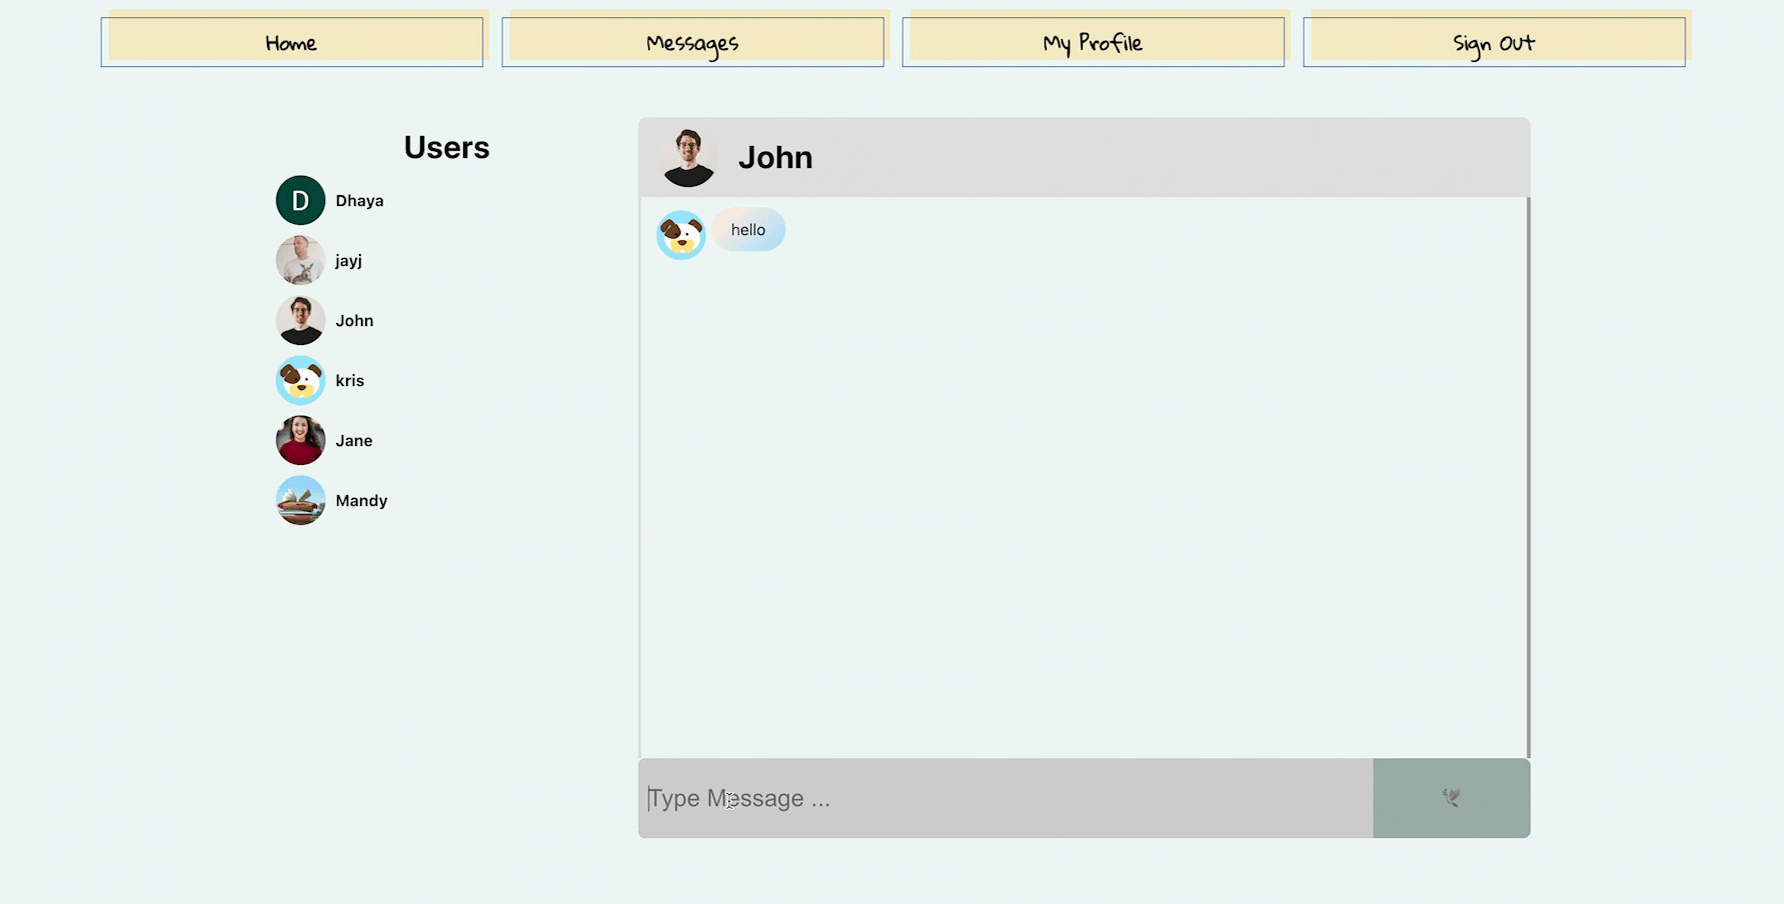 Home
Messages
My Profile
Sign Out
Users
D
Dhaya
jayj
John
kris
Jane
Mandy
John
hello
Type Message ...